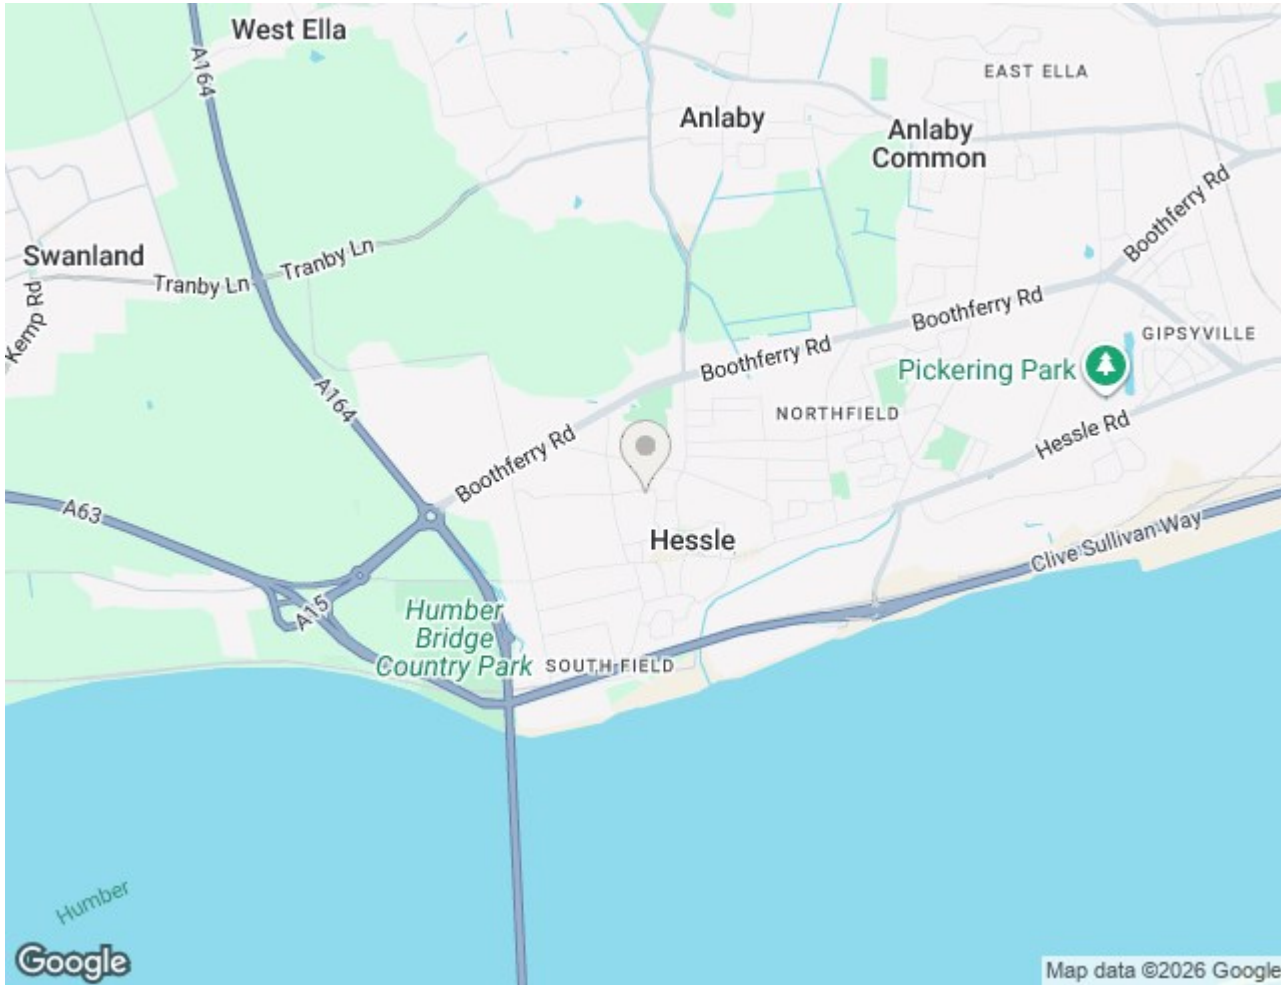 West Ella
A164
EAST ELLA
Anlaby
Anlaby
Common
Boothferry Rd
Swanland
Tranby Ln
Tranby Ln
Kemp Rd
Boothferry Rd
GIPSYVILLE
Boothferry Rd
Pickering Park
A164
NORTHFIELD
Hessle Rd
Boothferry Rd
A63
Hessle
Clive Sullivan Way
A15
Humber
Bridge
Country Park
SOUTH FIELD
Humber
Google
Map data ©2026 Google